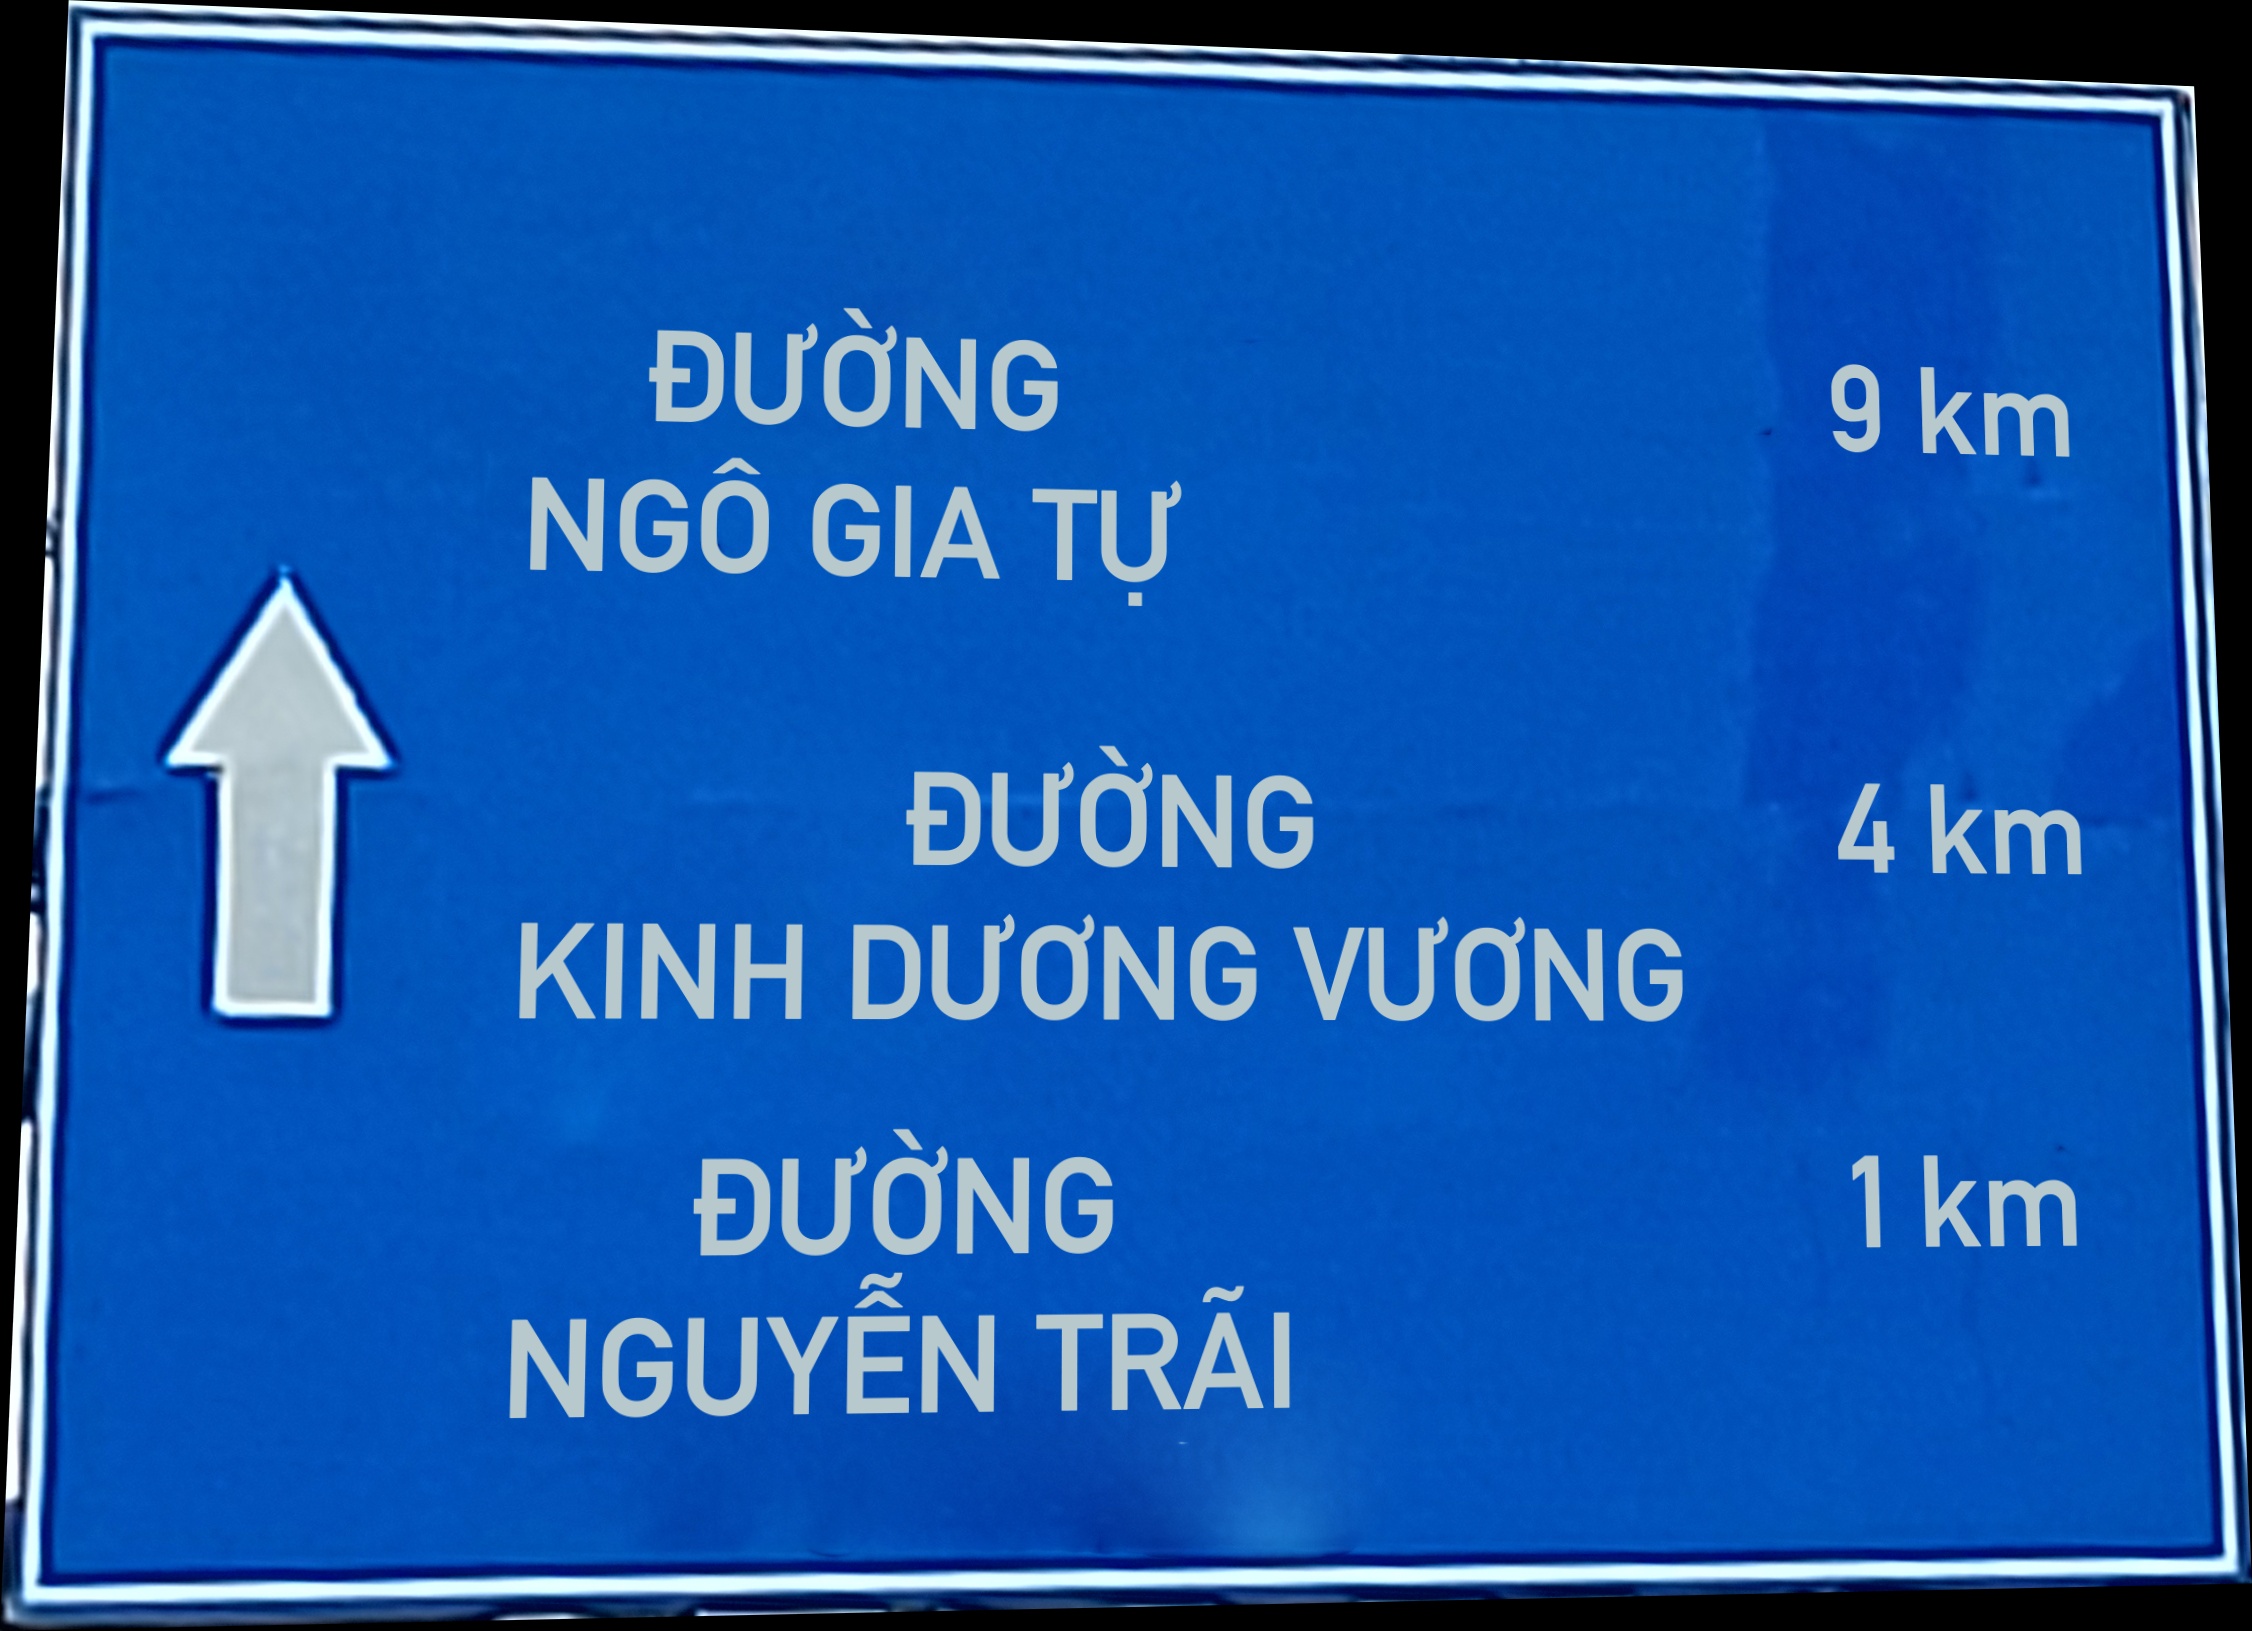 ĐƯỜNG
NGÔ GIA TỰ
9 km
ĐƯỜNG
KINH DƯƠNG VƯƠNG
4 km
ĐƯỜNG
NGUYỄN TRÃI
1 km